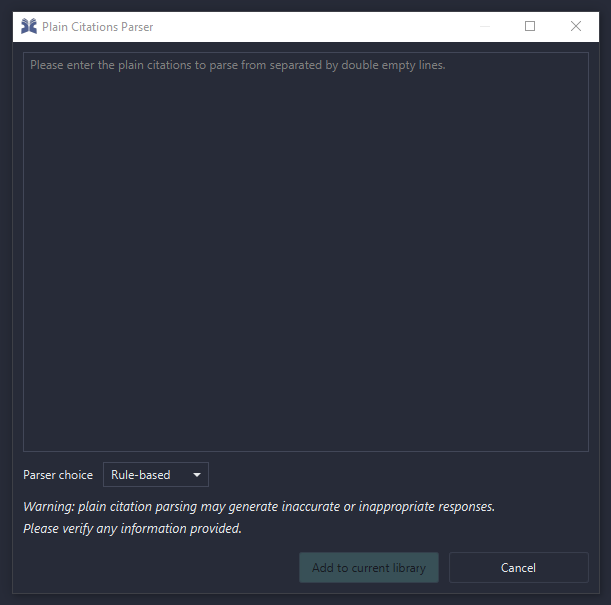 Plain Citations Parser
Please enter the plain citations to parse from separated by double empty lines.
Parser choice Rule-based
Warning: plain citation parsing may generate inaccurate or inappropriate responses.
Please verify any information provided.
Add to current library Cancel